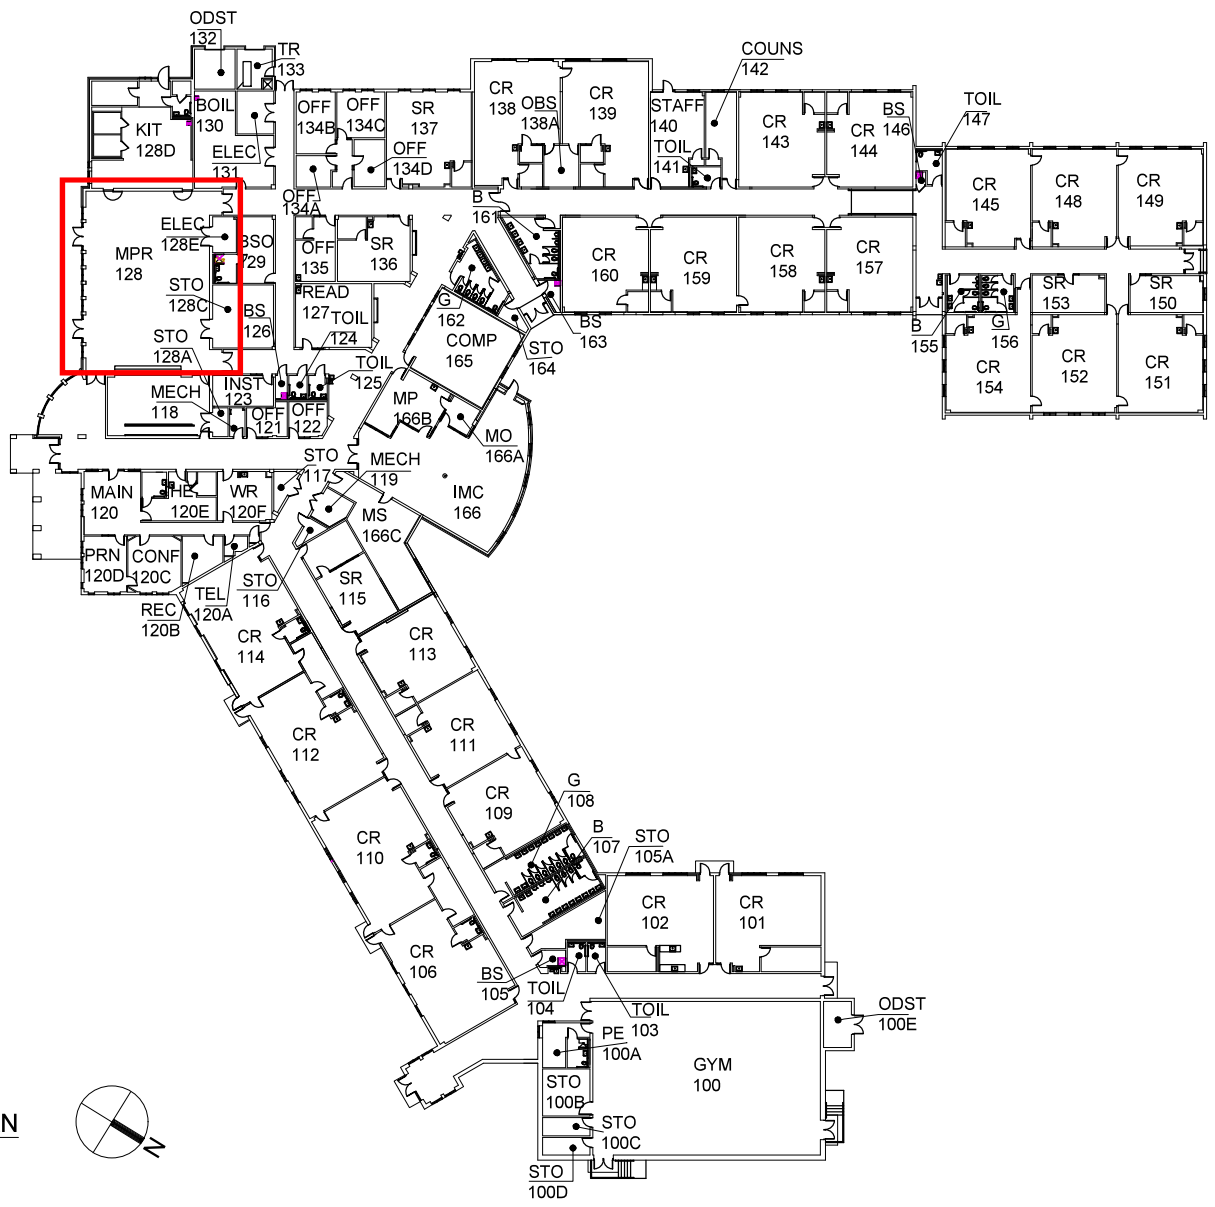 ODST
132
TR
133
COUNS
142
CR
138
OBS
138A
CR
139
STAFF
140
TOIL
141
CR
143
CR
144
BS
146
TOIL
147
BOIL
130
KIT
128D
ELEC
131
OFF
134B
OFF
134C
SR
137
OFF
134D
OFF
134A
CR
145
CR
148
CR
149
MPR
128
ELEC
128E
BSO
129
OFF
135
SR
136
B
161
CR
160
CR
159
CR
158
CR
157
STO
128C
BS
126
READ
127
TOIL
124
G
162
BS
163
STO
164
B
155
G
156
SR
153
SR
150
STO
128A
TOIL
125
COMP
165
CR
154
CR
152
CR
151
MECH
118
INST
123
OFF
121
OFF
122
MP
166B
MO
166A
STO
117
MECH
119
IMC
166
MAIN
120
HE
120E
WR
120F
MS
166C
PRN
120D
CONF
120C
REC
120B
TEL
120A
STO
116
SR
115
CR
114
CR
113
CR
112
CR
111
CR
110
CR
109
G
108
B
107
STO
105A
CR
106
CR
102
CR
101
BS
105
TOIL
104
TOIL
103
ODST
100E
PE
100A
GYM
100
STO
100B
STO
100C
STO
100D
N
N